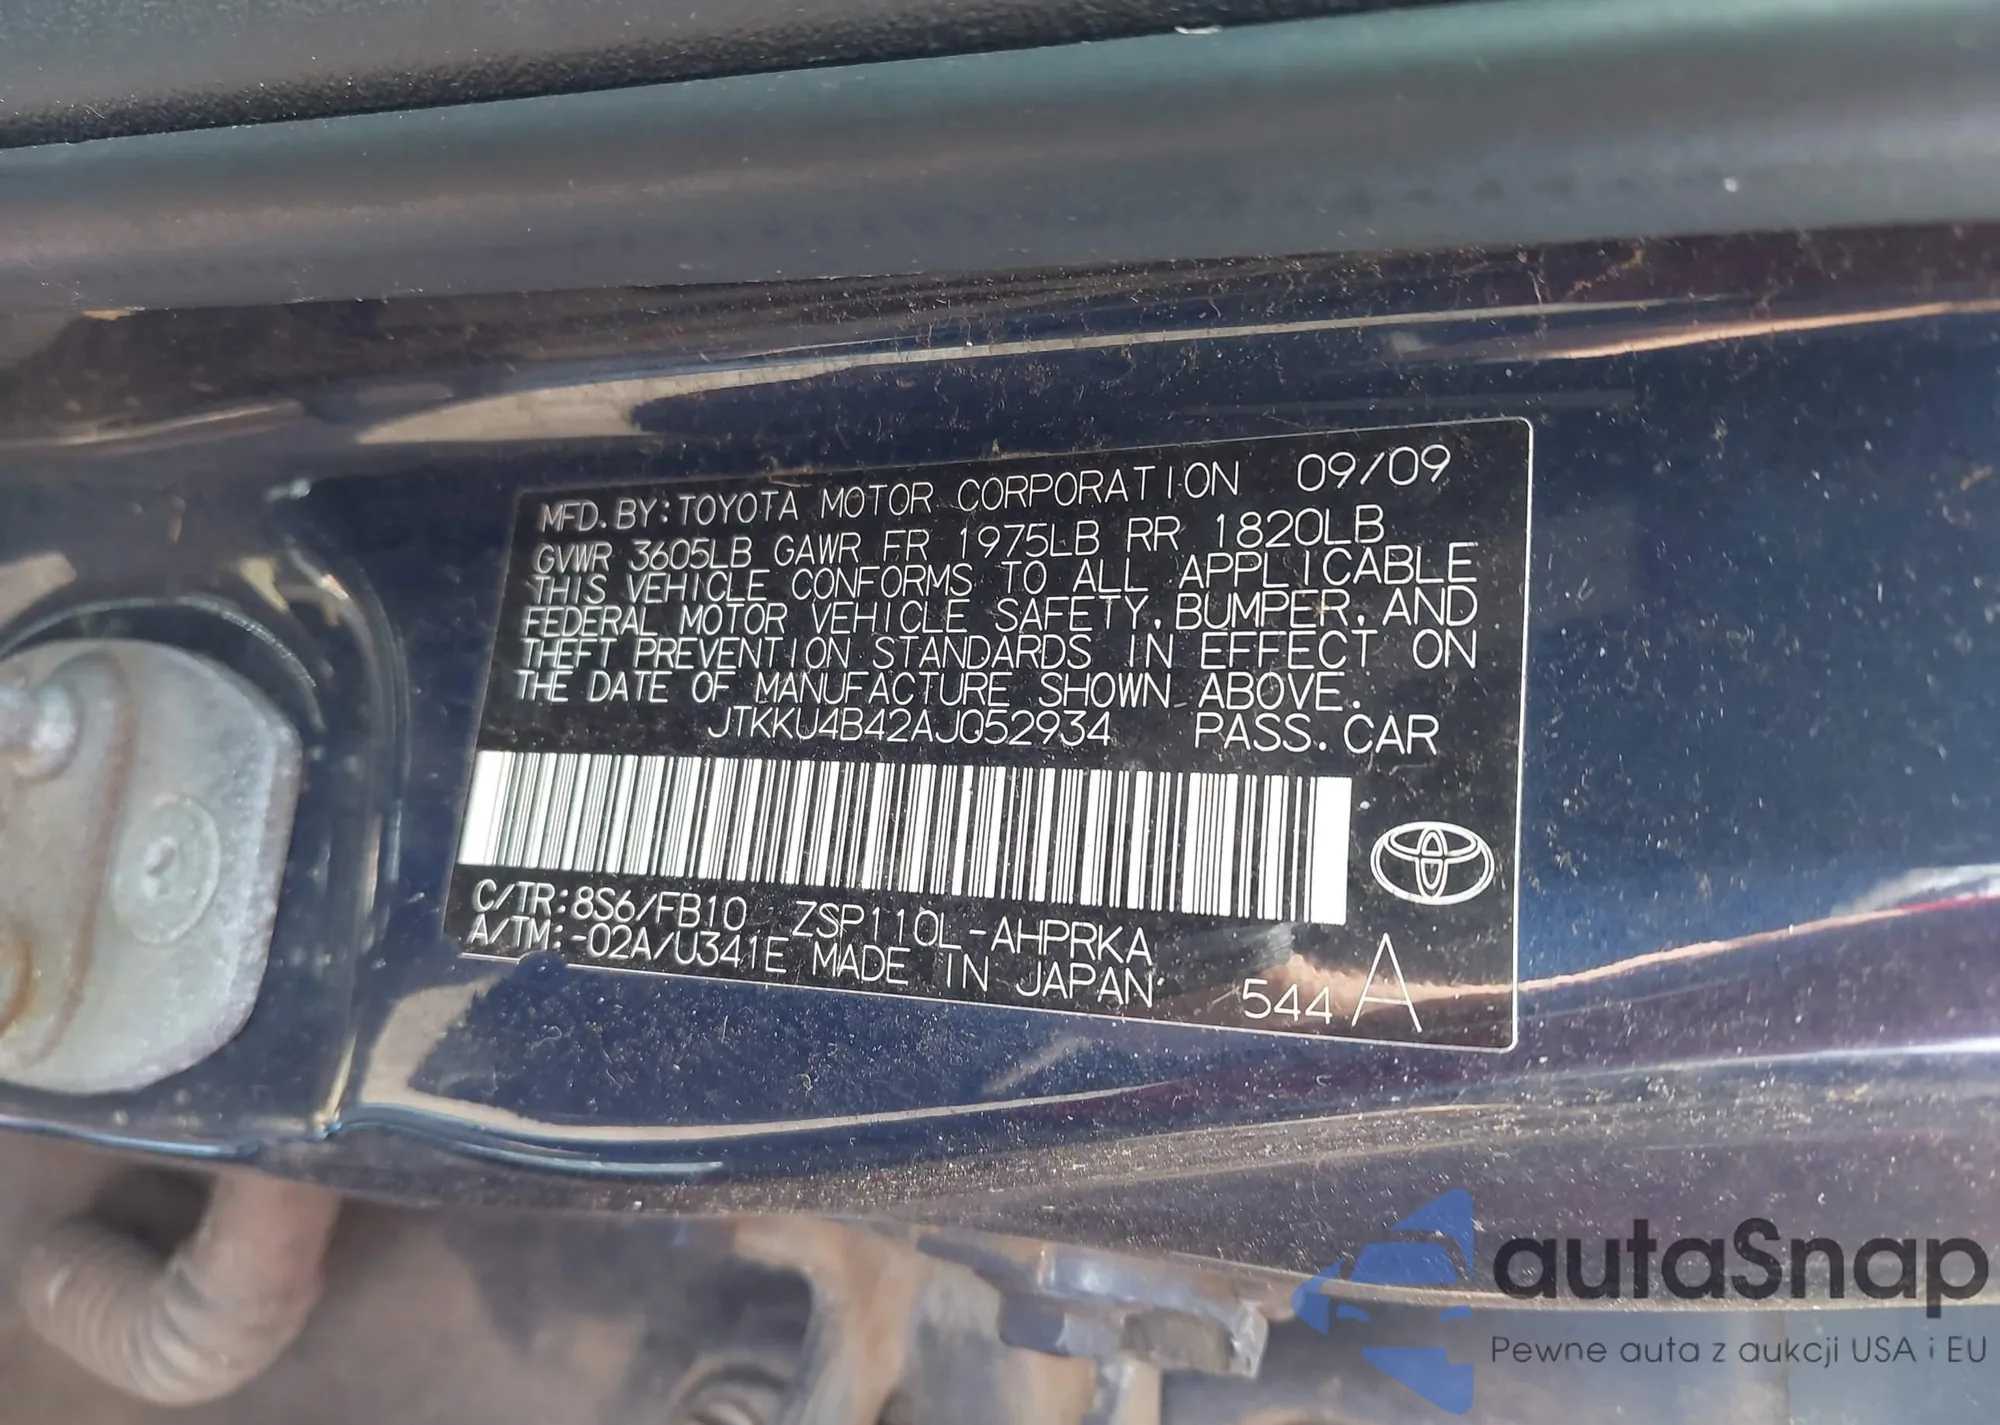 MFD. BY: TOYOTA MOTOR CORPORATION 09/09
GVWR 3605LB GAWR FR 1975LB RR 1820LB
THIS VEHICLE CONFORMS TO ALL APPLICABLE
FEDERAL MOTOR VEHICLE SAFETY, BUMPER, AND
THEFT PREVENTION STANDARDS IN EFFECT ON
THE DATE OF MANUFACTURE SHOWN ABOVE.
JTKKU4B42AJ052934 PASS. CAR
C/TR: 8S6/FB10 ZSP110L-AHPRKA
A/TM: -02A/U341E MADE IN JAPAN 544 A
autaSnap
Pewne auta z aukcji USA i EU